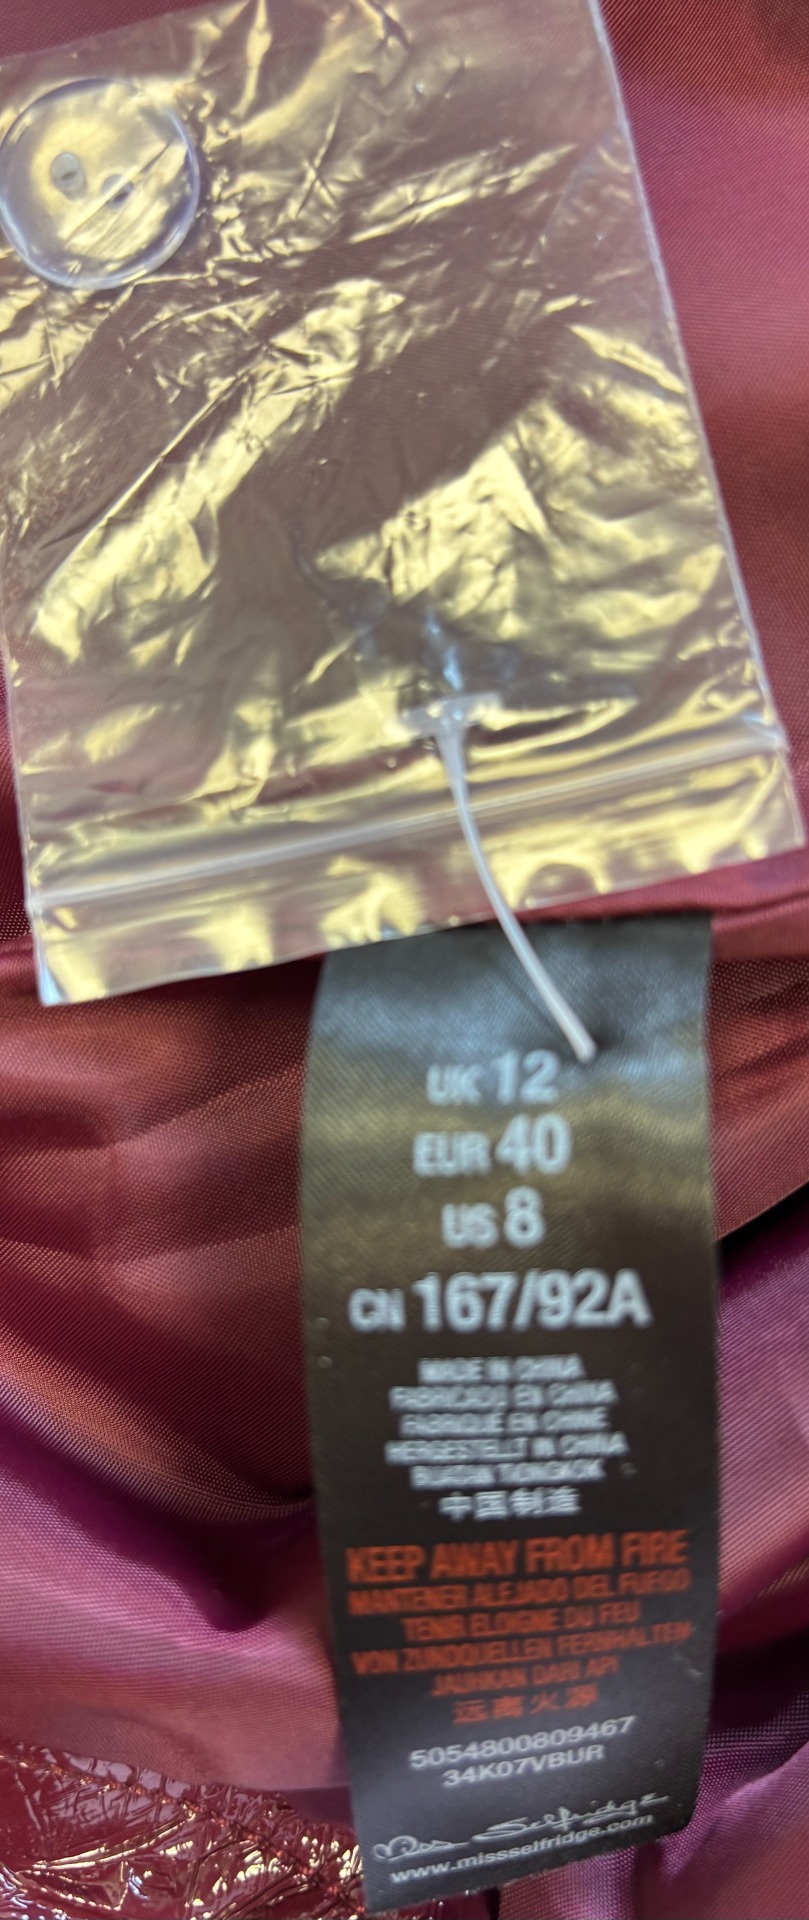 UK 12
EUR 40
US 8
CN 167/92A
MADE IN CHINA
FABRICADO EN CHINA
FABRIQUÉ EN CHINE
HERGESTELLT IN CHINA
BUATAN TIONGKOK
中国制造
KEEP AWAY FROM FIRE
MANTENER ALEJADO DEL FUEGO
TENIR ELOIGNE DU FEU
VON ZUNDQUELLEN FERNHALTEN
JAUHKAN DARI API
远离火源
5054800809467
34K07VBUR
Miss Selfridge
www.missselfridge.com